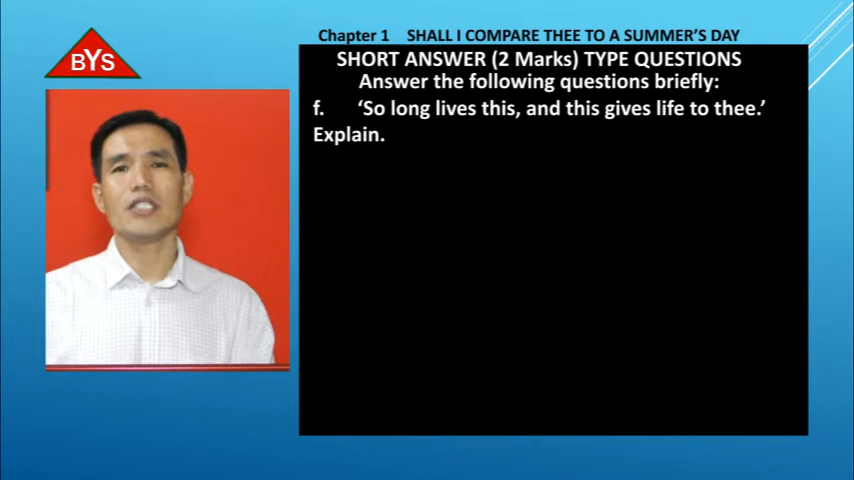 Chapter 1 SHALL I COMPARE THEE TO A SUMMER'S DAY
BYS
SHORT ANSWER (2 Marks) TYPE QUESTIONS
Answer the following questions briefly:
f. ‘So long lives this, and this gives life to thee.’
Explain.